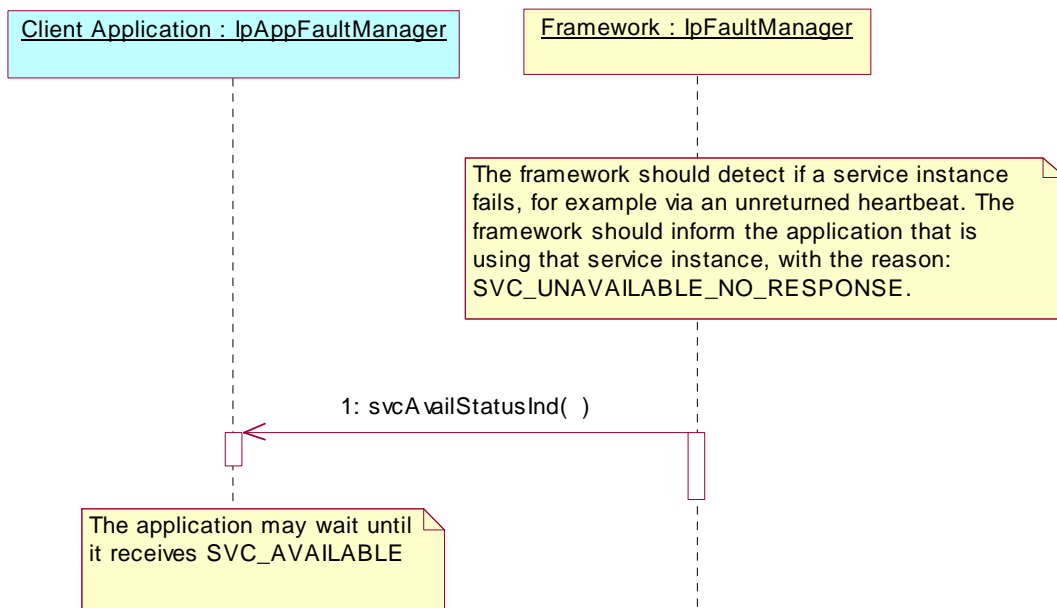 Client Application : IpAppFaultManager
Framework : IpFaultManager
The framework should detect if a service instance
fails, for example via an unreturned heartbeat. The
framework should inform the application that is
using that service instance, with the reason:
SVC_UNAVAILABLE_NO_RESPONSE.
1: svcAvailStatusInd( )
The application may wait until
it receives SVC_AVAILABLE